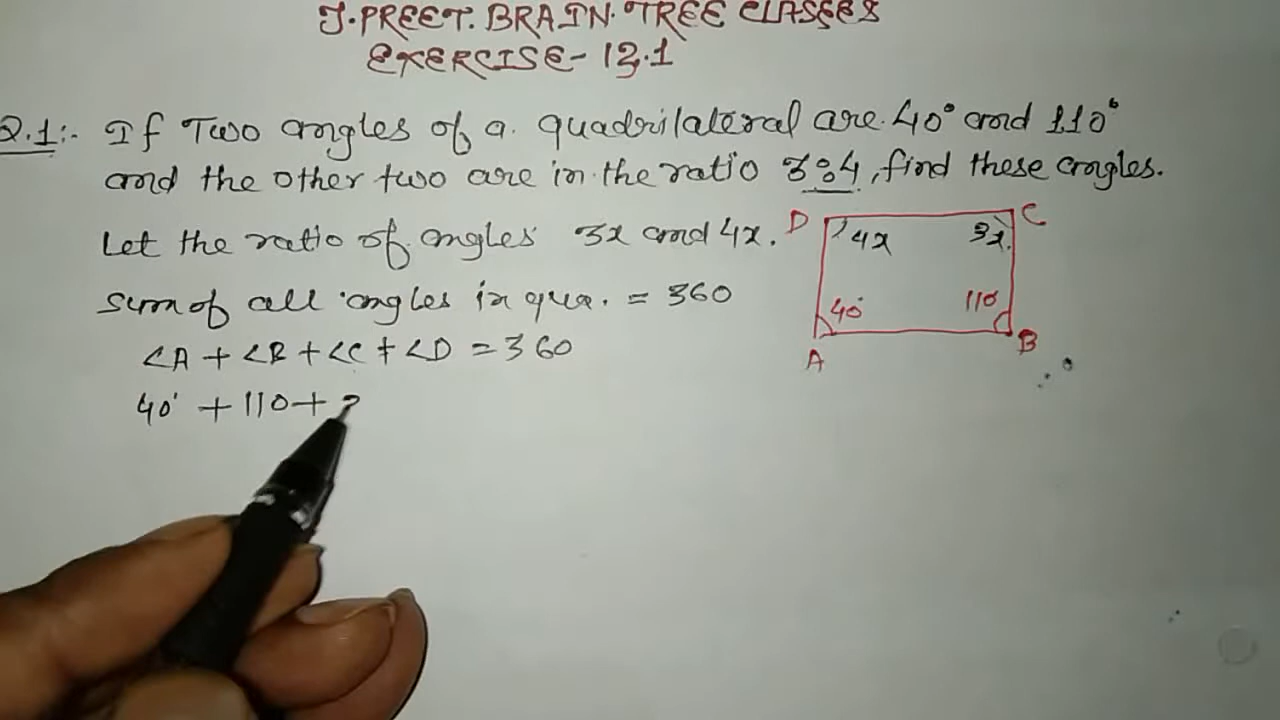 J.PREET. BRAIN. TREE CLASSES
EXERCISE-13.1
Q.1:- If Two angles of a. quadrilateral are 40° and 110°
and the other two are in the ratio 3:4, find these angles.
Let the ratio of angles 3x and 4x.
sum of all angles in qua. = 360
∠A + ∠B + ∠C + ∠D = 360
40° + 110 +
D C
4x 3x
40° 110
A B